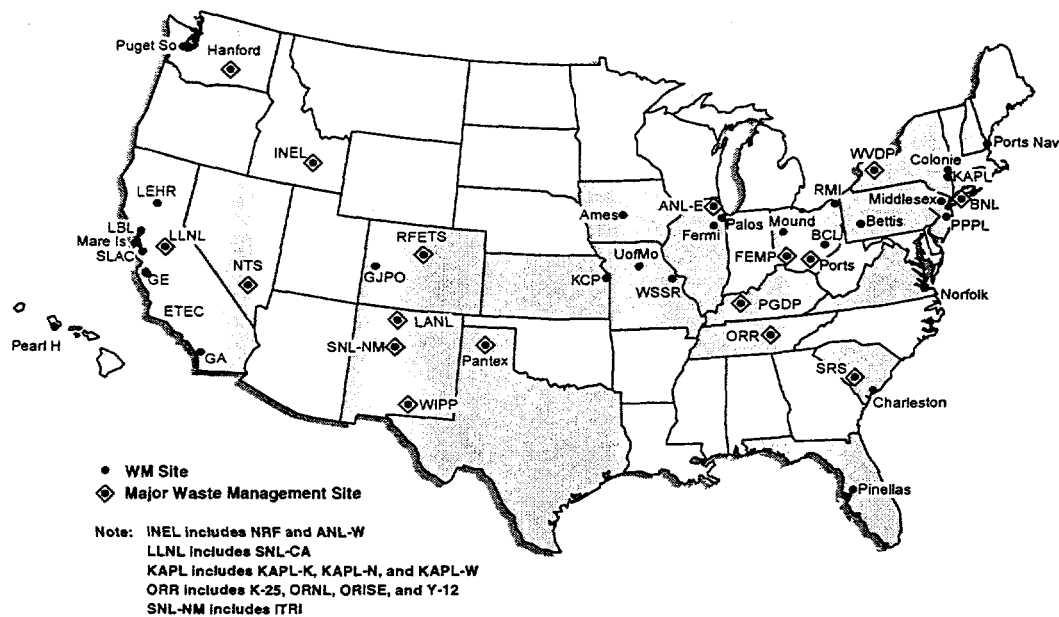 Puget So
Hanford
INEL
LEHR
LBL
Mare Isl
SLAC
LLNL
GE
NTS
ETEC
GA
Pearl H
RFETS
GJPO
LANL
SNL-NM
Pantex
WIPP
Ames
ANL-E
Palos
Fermi
KCP
UofMo
WSSR
RMI
Mound
BCL
FEMP
Ports
PGDP
ORR
SRS
Charleston
Pinellas
WVDP
Colonie
KAPL
Ports Nav
Middlesex
BNL
Bettis
PPPL
Norfolk
WM Site
Major Waste Management Site
Note: INEL includes NRF and ANL-W
LLNL includes SNL-CA
KAPL includes KAPL-K, KAPL-N, and KAPL-W
ORR includes K-25, ORNL, ORISE, and Y-12
SNL-NM includes ITRI